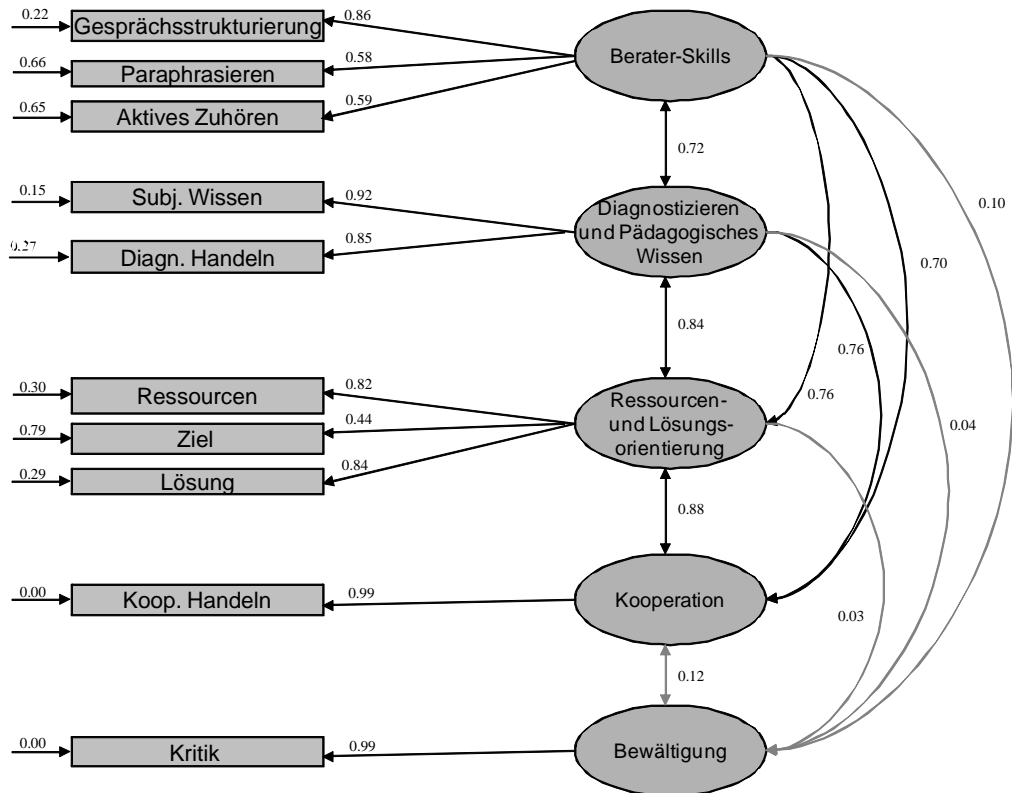 0.22
Gesprächsstrukturierung
0.86
Berater-Skills
0.66
Paraphrasieren
0.58
0.65
Aktives Zuhören
0.59
0.72
0.10
0.15
Subj. Wissen
0.92
Diagnostizieren
und Pädagogisches
Wissen
0.27
Diagn. Handeln
0.85
0.70
0.84
0.76
0.76
0.04
0.30
Ressourcen
0.82
Ressourcen-
und Lösungs-
orientierung
0.79
Ziel
0.44
0.29
Lösung
0.84
0.88
0.00
Koop. Handeln
0.99
Kooperation
0.03
0.12
0.00
Kritik
0.99
Bewältigung